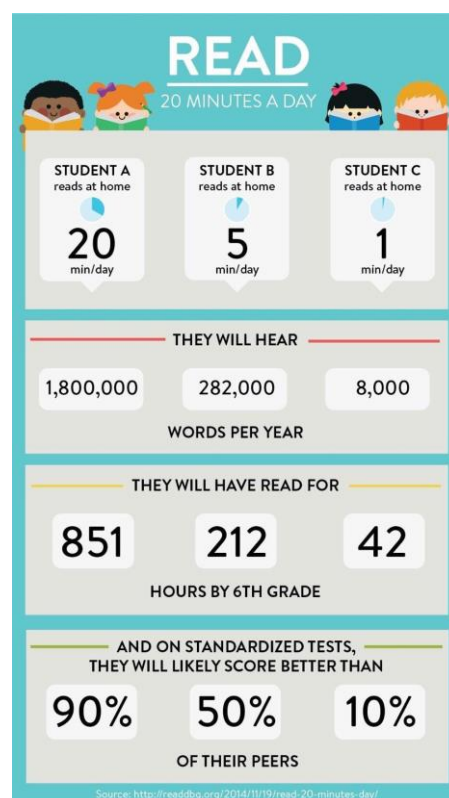 READ
20 MINUTES A DAY
STUDENT A
reads at home
20
min/day
STUDENT B
reads at home
5
min/day
STUDENT C
reads at home
1
min/day
THEY WILL HEAR
1,800,000 282,000 8,000
WORDS PER YEAR
THEY WILL HAVE READ FOR
851 212 42
HOURS BY 6TH GRADE
AND ON STANDARDIZED TESTS,
THEY WILL LIKELY SCORE BETTER THAN
90% 50% 10%
OF THEIR PEERS
Source: http://readdbq.org/2014/11/19/read-20-minutes-day/